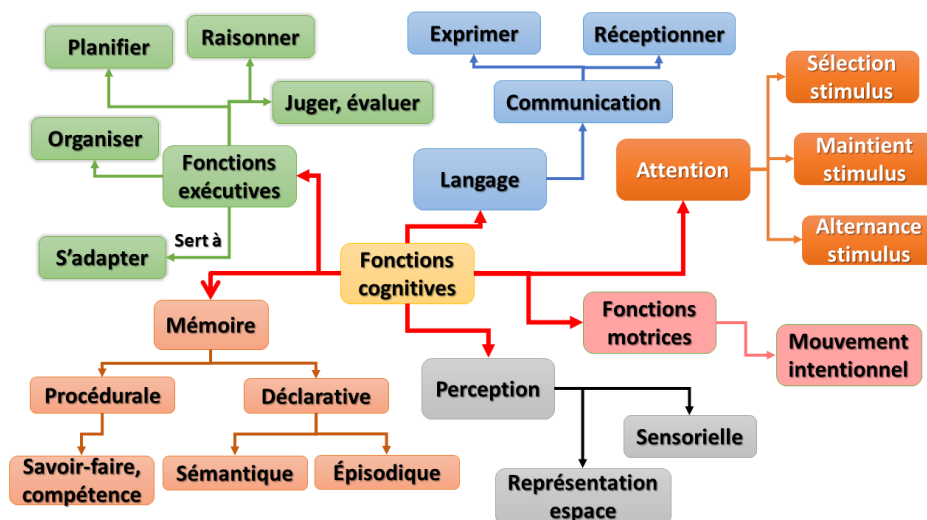 Planifier
Raisonner
Juger, évaluer
Organiser
Fonctions
exécutives
Sert à
S'adapter
Exprimer
Réceptionner
Communication
Langage
Sélection
stimulus
Attention
Maintient
stimulus
Alternance
stimulus
Fonctions
cognitives
Mémoire
Procédurale
Déclarative
Savoir-faire,
compétence
Sémantique
Épisodique
Fonctions
motrices
Mouvement
intentionnel
Perception
Sensorielle
Représentation
espace